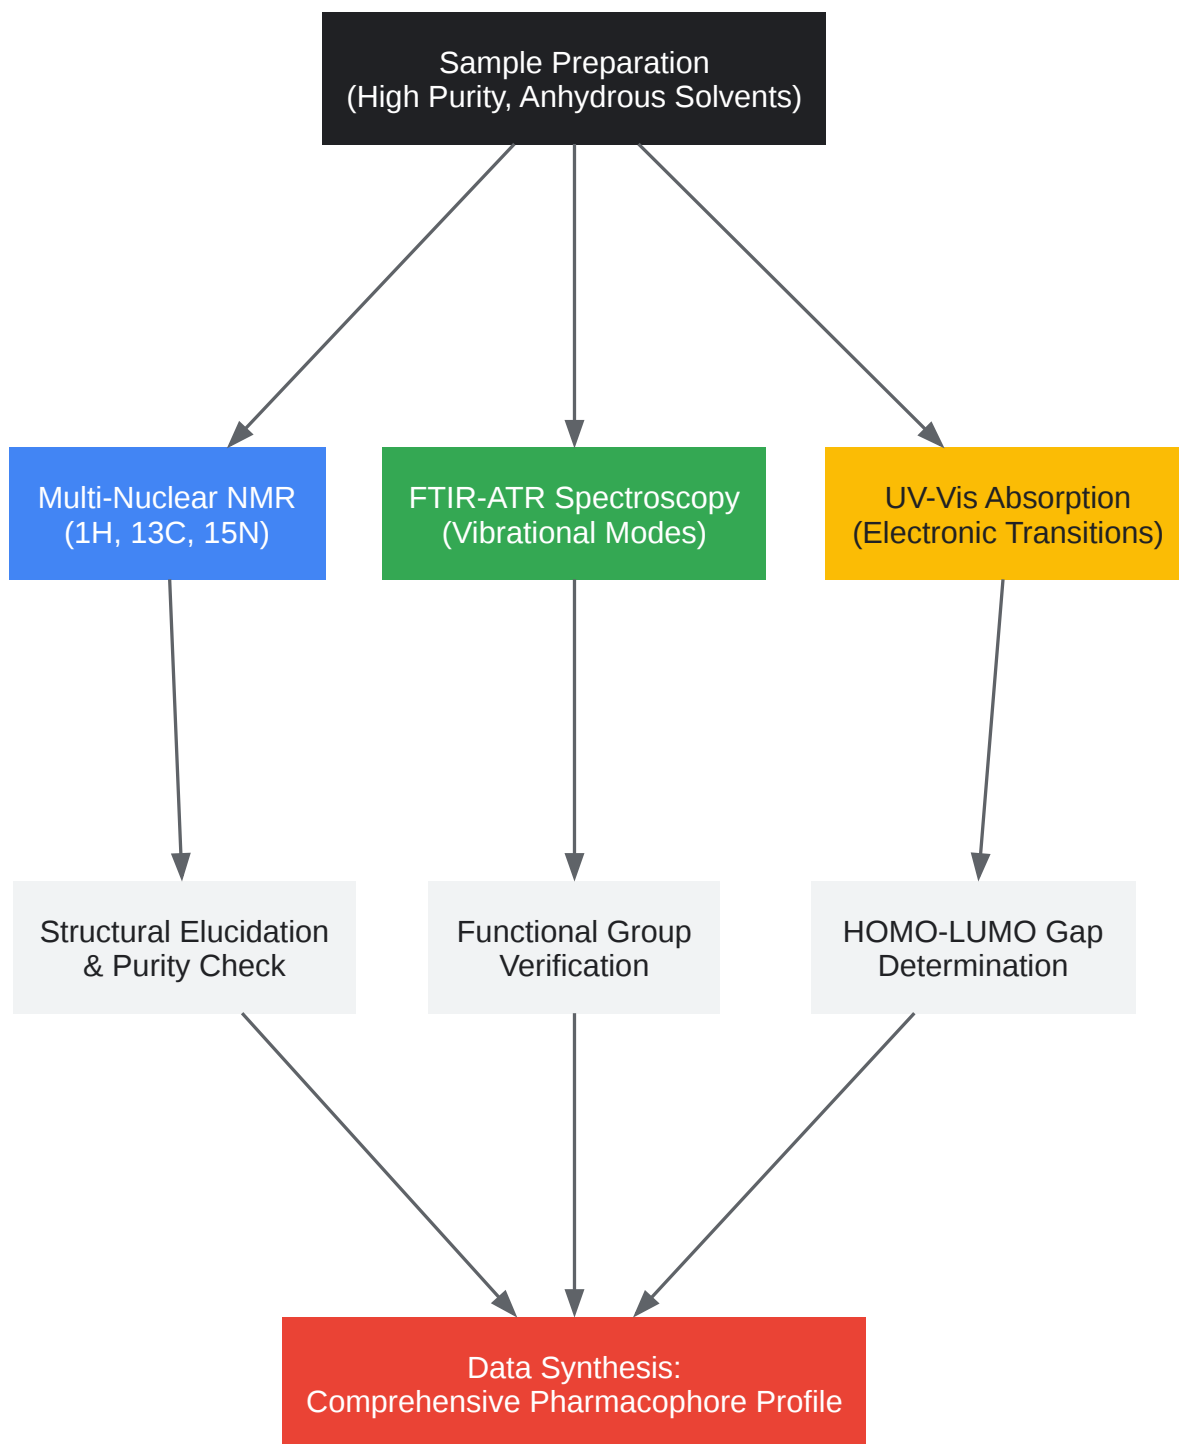 Sample Preparation
(High Purity, Anhydrous Solvents)
Multi-Nuclear NMR
(1H, 13C, 15N)
FTIR-ATR Spectroscopy
(Vibrational Modes)
UV-Vis Absorption
(Electronic Transitions)
Structural Elucidation
& Purity Check
Functional Group
Verification
HOMO-LUMO Gap
Determination
Data Synthesis:
Comprehensive Pharmacophore Profile